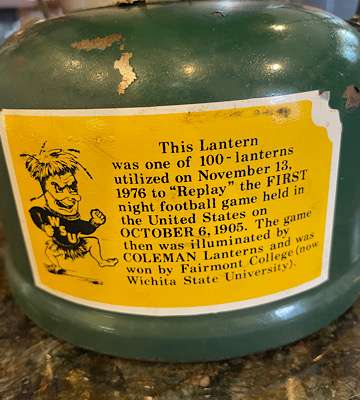 This Lantern
was one of 100-lanterns
utilized on November 13,
1976 to "Replay" the FIRST
night football game held in
the United States on
OCTOBER 6, 1905. The game
then was illuminated by
COLEMAN Lanterns and was
won by Fairmont College (now
Wichita State University).